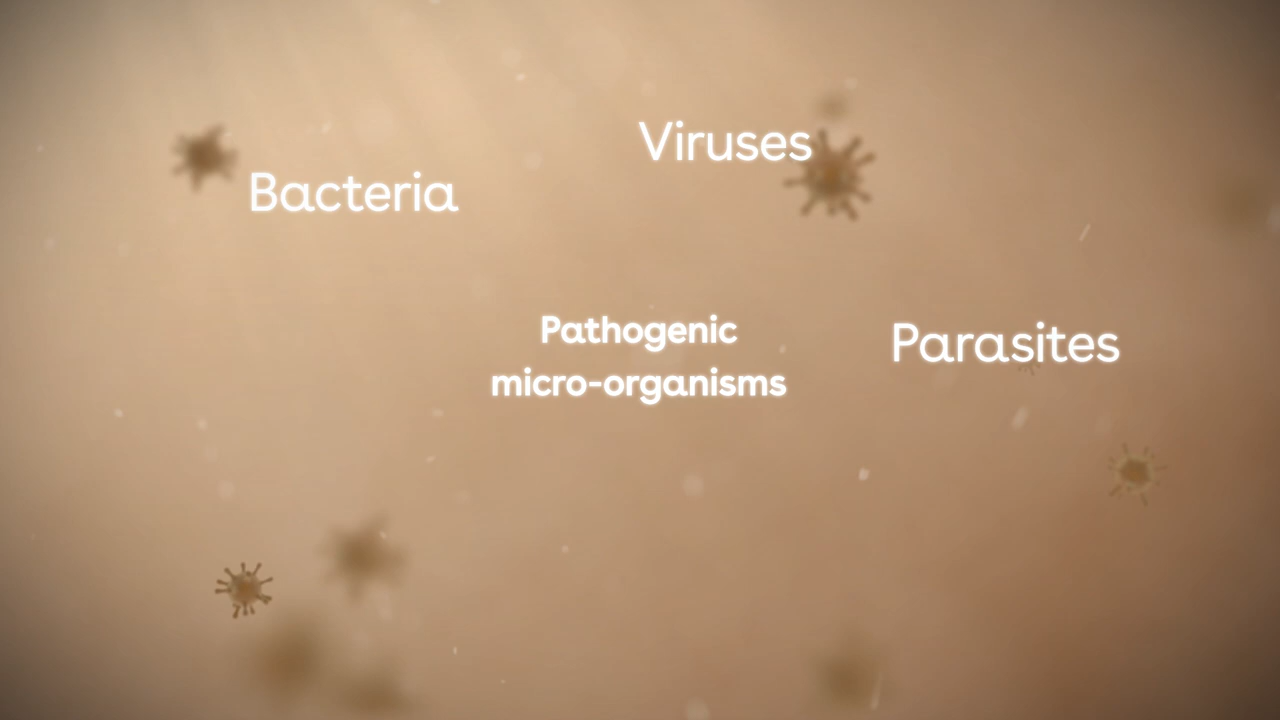 Viruses
Bacteria
Pathogenic
micro-organisms
Parasites